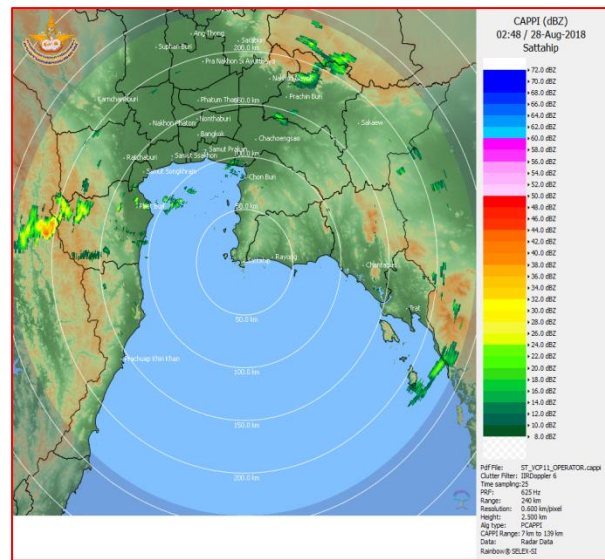 CAPPI (dBZ)
02:48 / 28-Aug-2018
Sattahip
72.0 dBZ
70.0 dBZ
68.0 dBZ
66.0 dBZ
64.0 dBZ
62.0 dBZ
60.0 dBZ
58.0 dBZ
56.0 dBZ
54.0 dBZ
52.0 dBZ
50.0 dBZ
48.0 dBZ
46.0 dBZ
44.0 dBZ
42.0 dBZ
40.0 dBZ
38.0 dBZ
36.0 dBZ
34.0 dBZ
32.0 dBZ
30.0 dBZ
28.0 dBZ
26.0 dBZ
24.0 dBZ
22.0 dBZ
20.0 dBZ
18.0 dBZ
16.0 dBZ
14.0 dBZ
12.0 dBZ
10.0 dBZ
8.0 dBZ
Pdf File: ST_VCP11_OPERATOR.cappi
Clutter Filter: IIRDoppler 6
Time sampling:25
PRF: 625 Hz
Range: 240 km
Resolution: 0.600 km/pixel
Height: 2.500 km
Alg type: PCAPPI
CAPPI Range: 7 km to 139 km
Data: Radar Data
Rainbow® SELEX-SI
Ang Thong
Suphan Buri
Saraburi
200.0 km
Pra Nakhon Si Ayutthaya
Kanchanaburi
Phatum Thani
Prachin Buri
Nonthaburi
Nakhon Pathom
Sakaew
Bangkok
Chachoengsao
Samut Prakan
Ratchaburi
Samut Ssakhon
Samut Songkhram
Chon Buri
Rayong
Chantaburi
Trat
50.0 km
100.0 km
Prachuap Khiri Khan
150.0 km
200.0 km